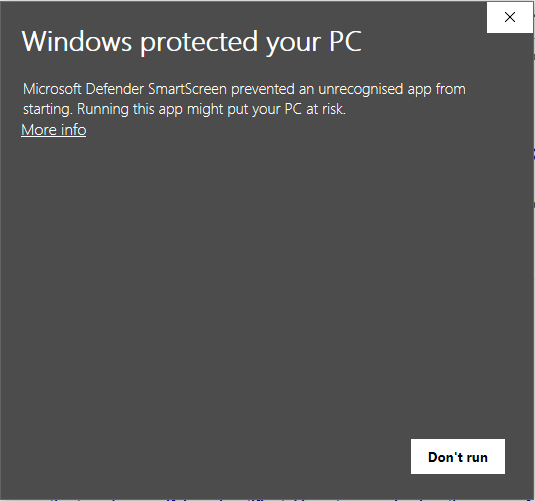 Windows protected your PC
Microsoft Defender SmartScreen prevented an unrecognised app from
starting. Running this app might put your PC at risk.
More info
Don't run